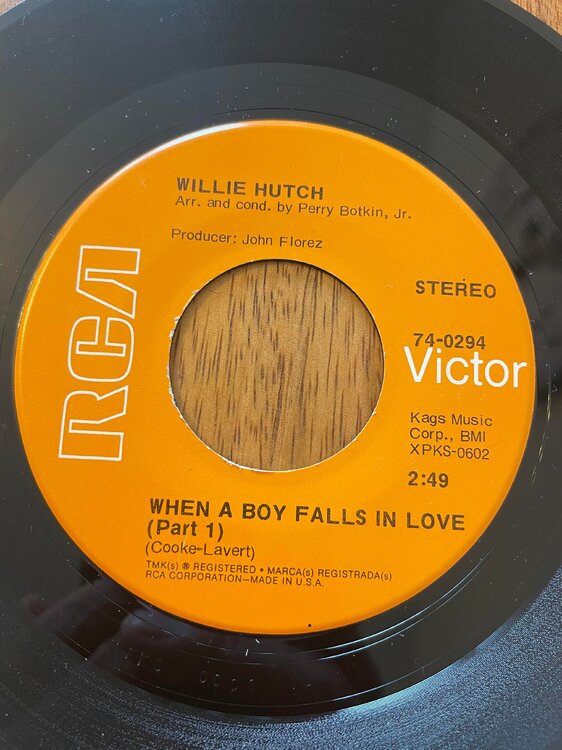 WILLIE HUTCH
Arr. and cond. by Perry Botkin, Jr.
Producer: John Florez
RCA
STEREO
74-0294
Victor
Kags Music
Corp., BMI
XPKS-0602
2:49
WHEN A BOY FALLS IN LOVE
(Part 1)
(Cooke-Lavert)
TMK(s) ® REGISTERED • MARCA(s) REGISTRADA(s)
RCA CORPORATION—MADE IN U.S.A.